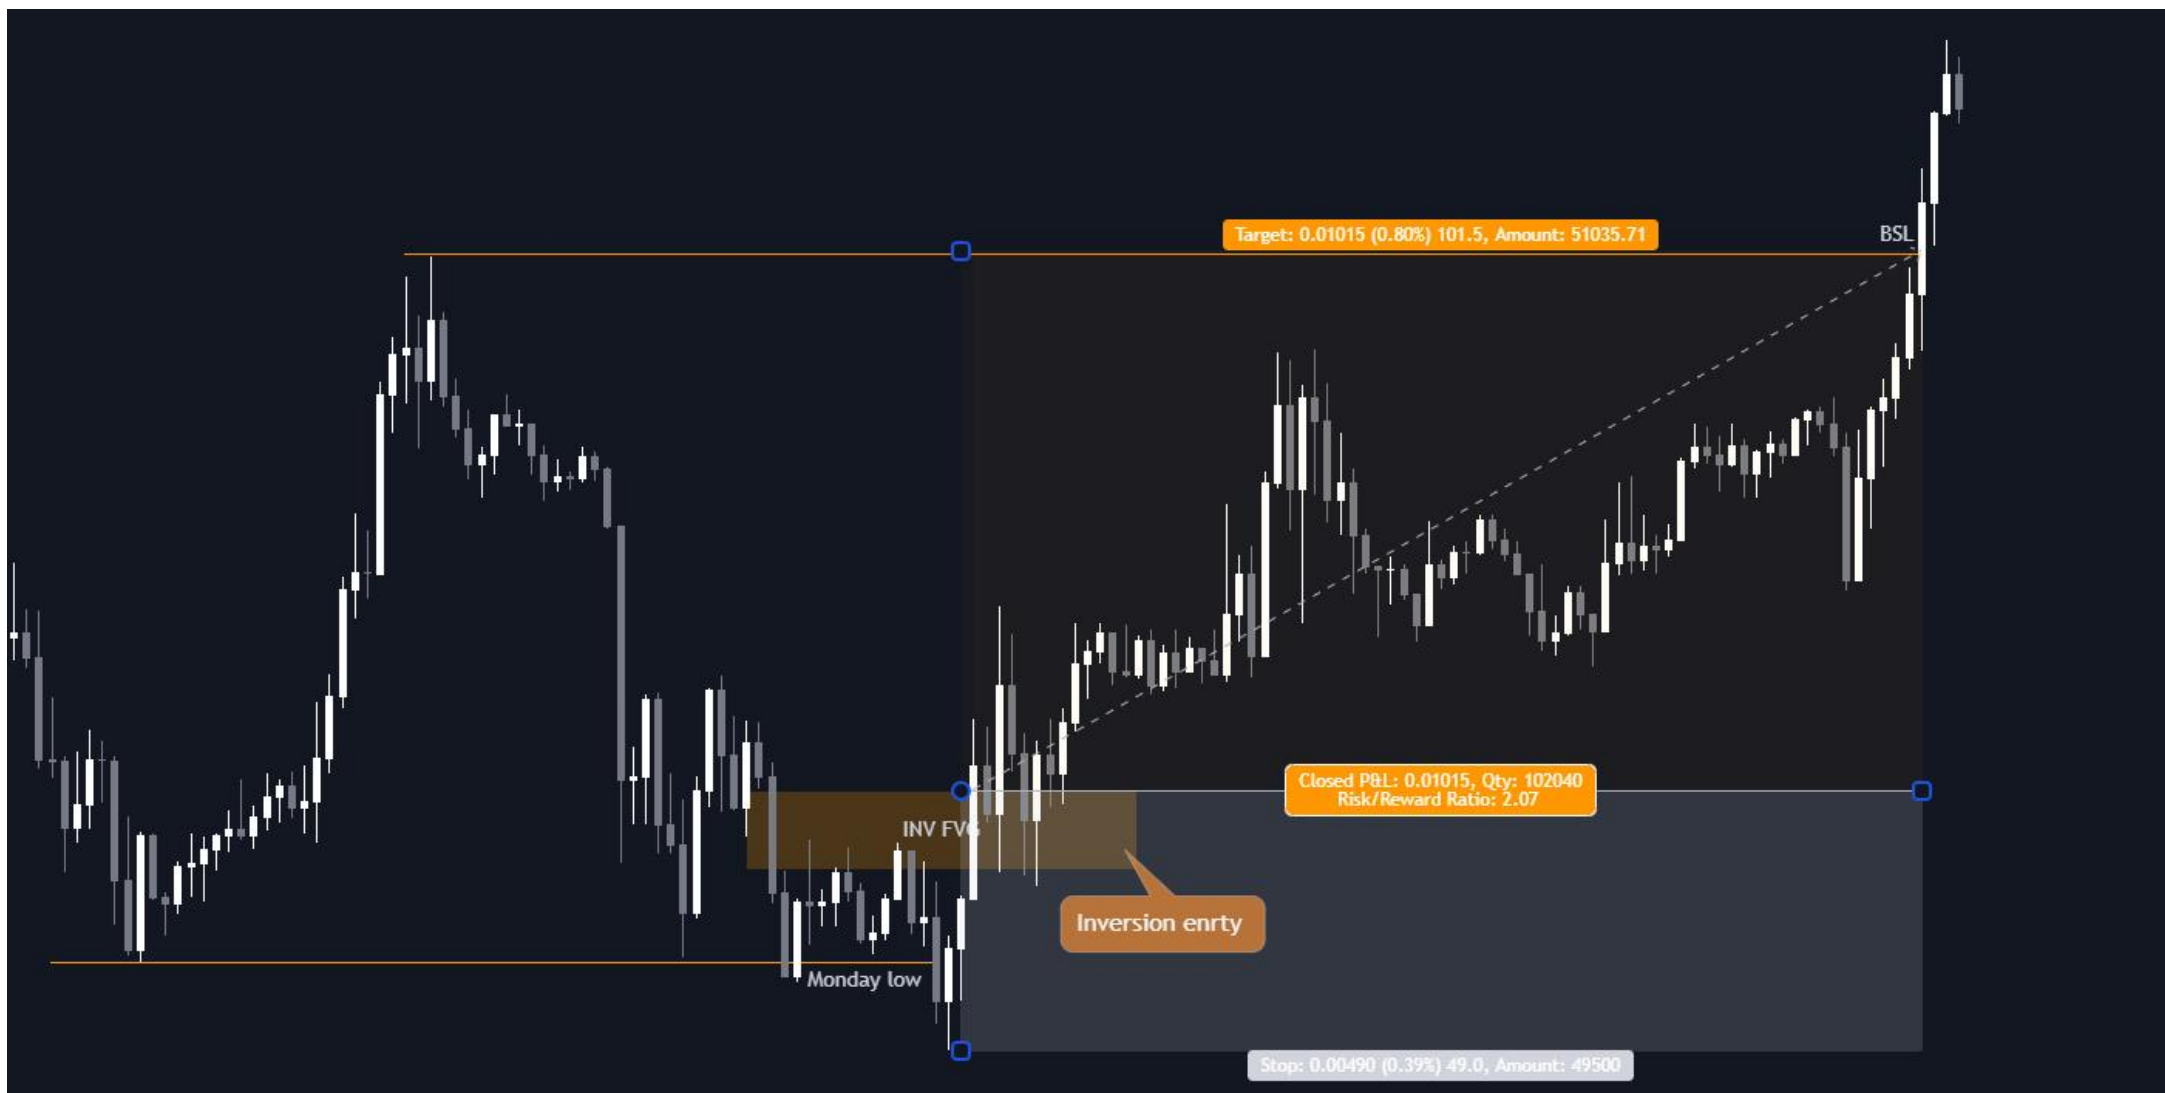 Target: 0.01015 (0.80%) 101.5, Amount: 51035.71
BSL
Closed P&L: 0.01015, Qty: 102040
Risk/Reward Ratio: 2.07
INV FVG
Inversion enrty
Monday low
Stop: 0.00490 (0.39%) 49.0, Amount: 49500